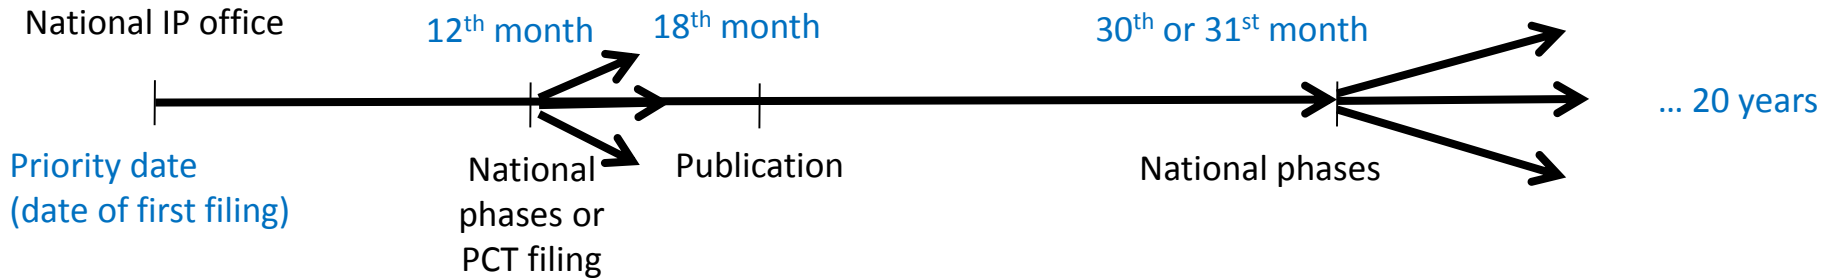 National IP office
12th month
18th month
30th or 31st month
... 20 years
Priority date
(date of first filing)
National
phases or
PCT filing
Publication
National phases